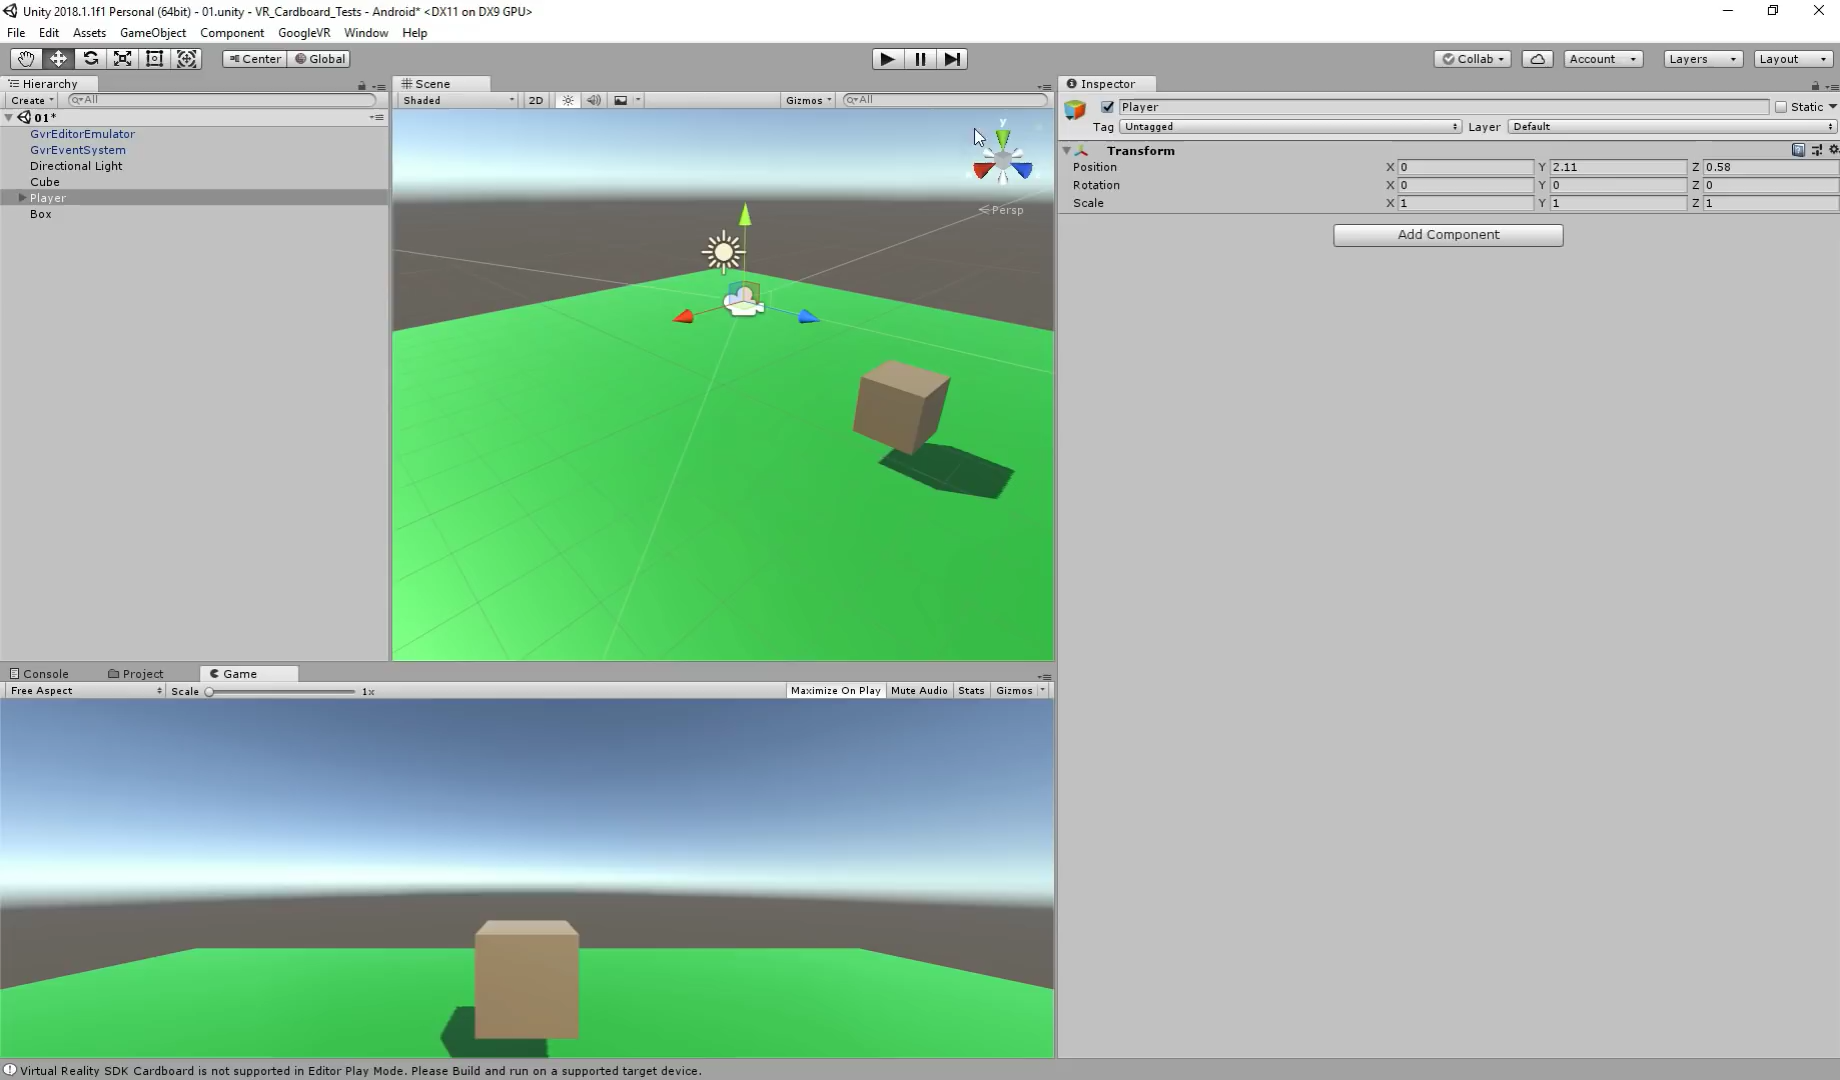 Unity 2018.1.1f1 Personal (64bit) - 01.unity - VR_Cardboard_Tests - Android* <DX11 on DX9 GPU>
File Edit Assets GameObject Component GoogleVR Window Help
Center Global Collab Account Layers Layout
Hierarchy
Create All
01*
GvrEditorEmulator
GvrEventSystem
Directional Light
Cube
Player
Box
Scene
Shaded 2D Gizmos All
y
Persp
Inspector
Player Static
Tag Untagged Layer Default
Transform
Position X 0 Y 2.11 Z 0.58
Rotation X 0 Y 0 Z 0
Scale X 1 Y 1 Z 1
Add Component
Console Project Game
Free Aspect Scale 1x Maximize On Play Mute Audio Stats Gizmos
Virtual Reality SDK Cardboard is not supported in Editor Play Mode. Please Build and run on a supported target device.